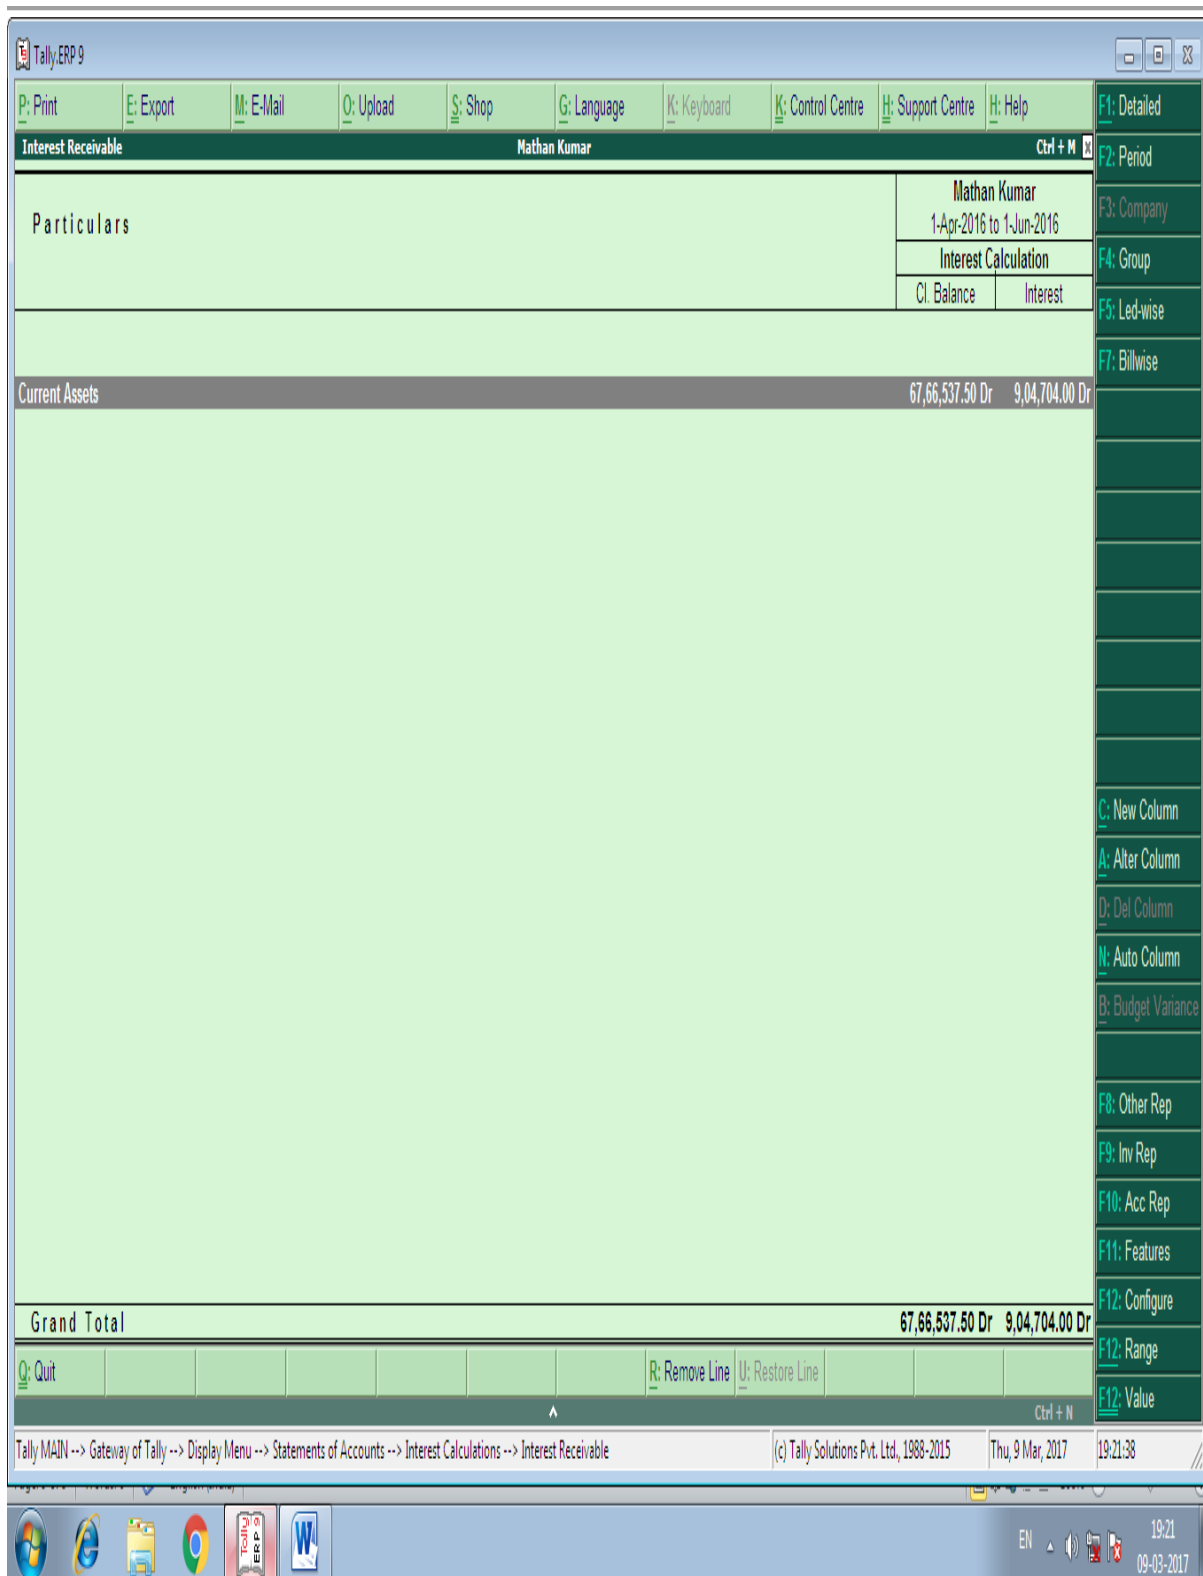 Tally.ERP 9
P: Print E: Export M: E-Mail O: Upload S: Shop G: Language K: Keyboard K: Control Centre H: Support Centre H: Help
F1: Detailed
Interest Receivable Mathan Kumar Ctrl + M
F2: Period
Particulars
Mathan Kumar
1-Apr-2016 to 1-Jun-2016
F3: Company
Interest Calculation
F4: Group
Cl. Balance Interest
F5: Led-wise
F7: Billwise
Current Assets 67,66,537.50 Dr 9,04,704.00 Dr
C: New Column
A: Alter Column
D: Del Column
N: Auto Column
B: Budget Variance
F8: Other Rep
F9: Inv Rep
F10: Acc Rep
F11: Features
F12: Configure
Grand Total 67,66,537.50 Dr 9,04,704.00 Dr
F12: Range
Q: Quit R: Remove Line U: Restore Line
F12: Value
Ctrl + N
Tally MAIN --> Gateway of Tally --> Display Menu --> Statements of Accounts --> Interest Calculations --> Interest Receivable (c) Tally Solutions Pvt. Ltd., 1988-2015 Thu, 9 Mar, 2017 19:21:38
Tally
ERP 9
W
EN
19:21
09-03-2017